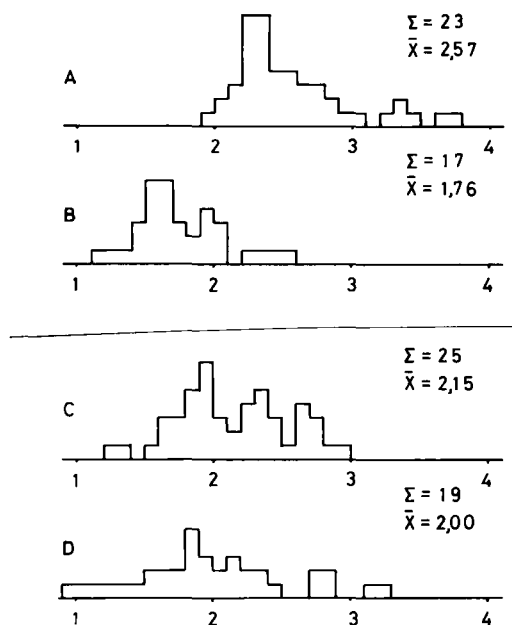 Σ = 23
X̄ = 2,57
A
1 2 3 4
Σ = 17
X̄ = 1,76
B
1 2 3 4
Σ = 25
X̄ = 2,15
C
1 2 3 4
Σ = 19
X̄ = 2,00
D
1 2 3 4